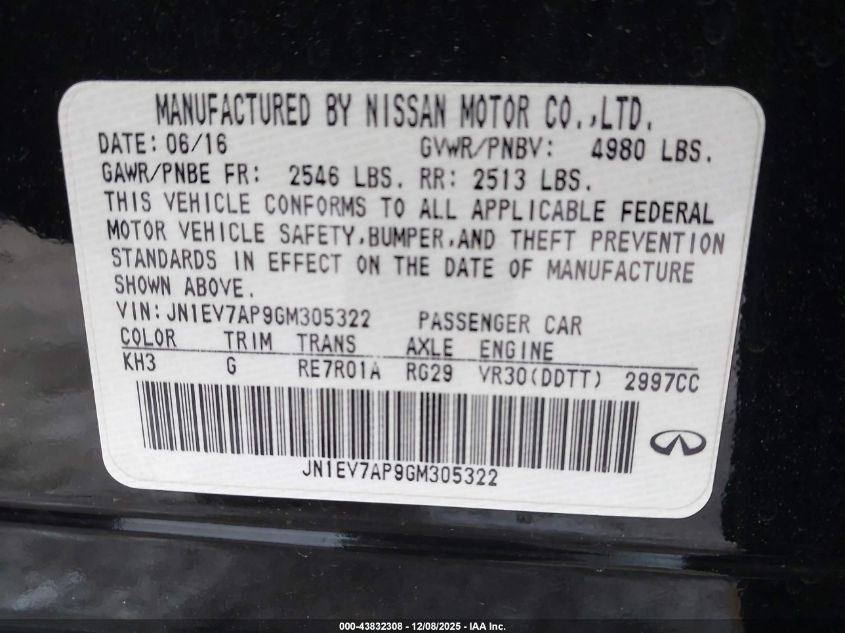 MANUFACTURED BY NISSAN MOTOR CO.,LTD.
DATE: 06/16 GVWR/PNBV: 4980 LBS.
GAWR/PNBE FR: 2546 LBS. RR: 2513 LBS.
THIS VEHICLE CONFORMS TO ALL APPLICABLE FEDERAL
MOTOR VEHICLE SAFETY,BUMPER,AND THEFT PREVENTION
STANDARDS IN EFFECT ON THE DATE OF MANUFACTURE
SHOWN ABOVE.
VIN:JN1EV7AP9GM305322 PASSENGER CAR
COLOR TRIM TRANS AXLE ENGINE
KH3 G RE7R01A RG29 VR30(DDTT) 2997CC
JN1EV7AP9GM305322
000-43832308 - 12/08/2025 - IAA Inc.